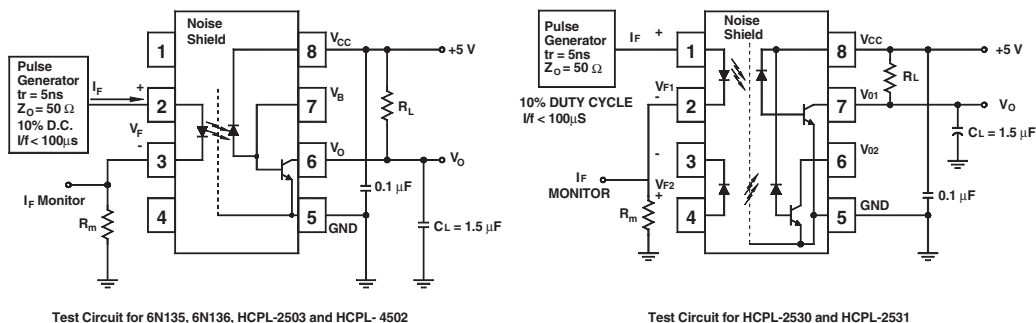 Noise
Shield
Pulse
Generator
tr = 5ns
ZO = 50 Ω
10% D.C.
I/f < 100μs
IF
+
VF
-
1
2
3
4
8
7
6
5
VCC
VB
VO
GND
+5 V
RL
VO
0.1 μF
CL = 1.5 μF
IF Monitor
Rm
Test Circuit for 6N135, 6N136, HCPL-2503 and HCPL- 4502
Noise
Shield
Pulse
Generator
tr = 5ns
ZO = 50 Ω
IF
+
10% DUTY CYCLE
I/f < 100μS
-
VF1
-
VF2
+
1
2
3
4
8
7
6
5
VCC
V01
V02
GND
+5 V
RL
VO
CL = 1.5 μF
0.1 μF
IF
MONITOR
Rm
Test Circuit for HCPL-2530 and HCPL-2531